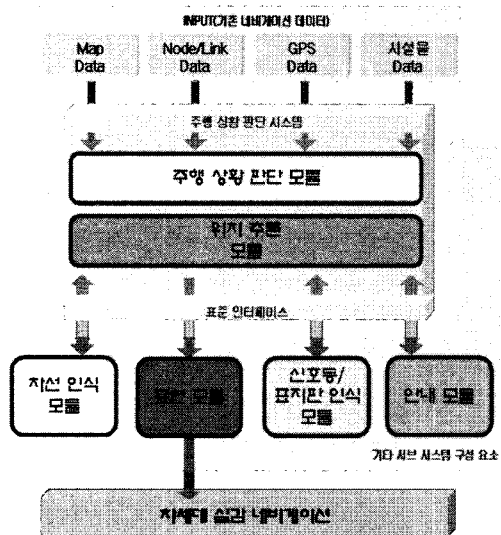 INPUT(기존 네비게이션 데이터)
Map
Data
Node/Link
Data
GPS
Data
시설물
Data
주행 상황 판단 시스템
주행 상황 판단 모듈
위치 추론
모듈
표준 인터페이스
차선 인식
모듈
모듈
신호등/
표지판 인식
모듈
안내 모듈
기타 서브 시스템 구성 요소
차세대 실감 네비게이션